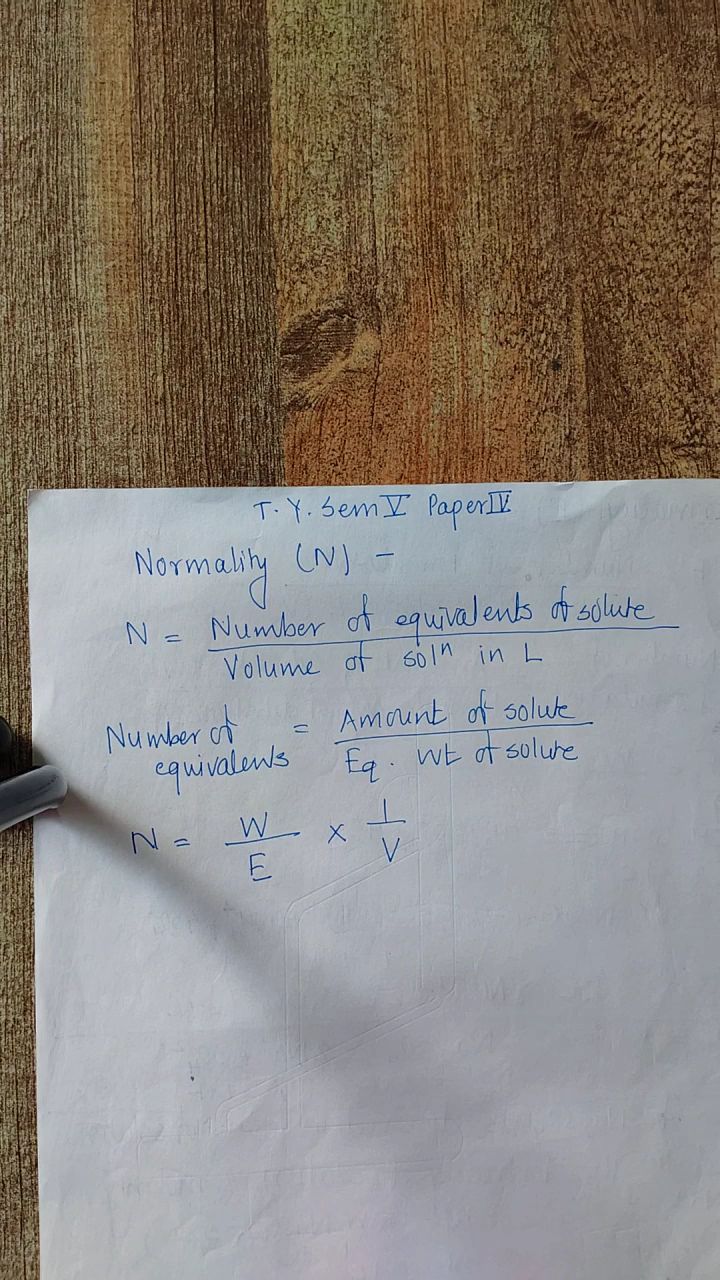 T. Y. Sem V Paper IV
Normality (N) -
N = Number of equivalents of solute
Volume of solⁿ in L
Number of equivalents = Amount of solute
Eq. Wt of solute
N = W/E × 1/V